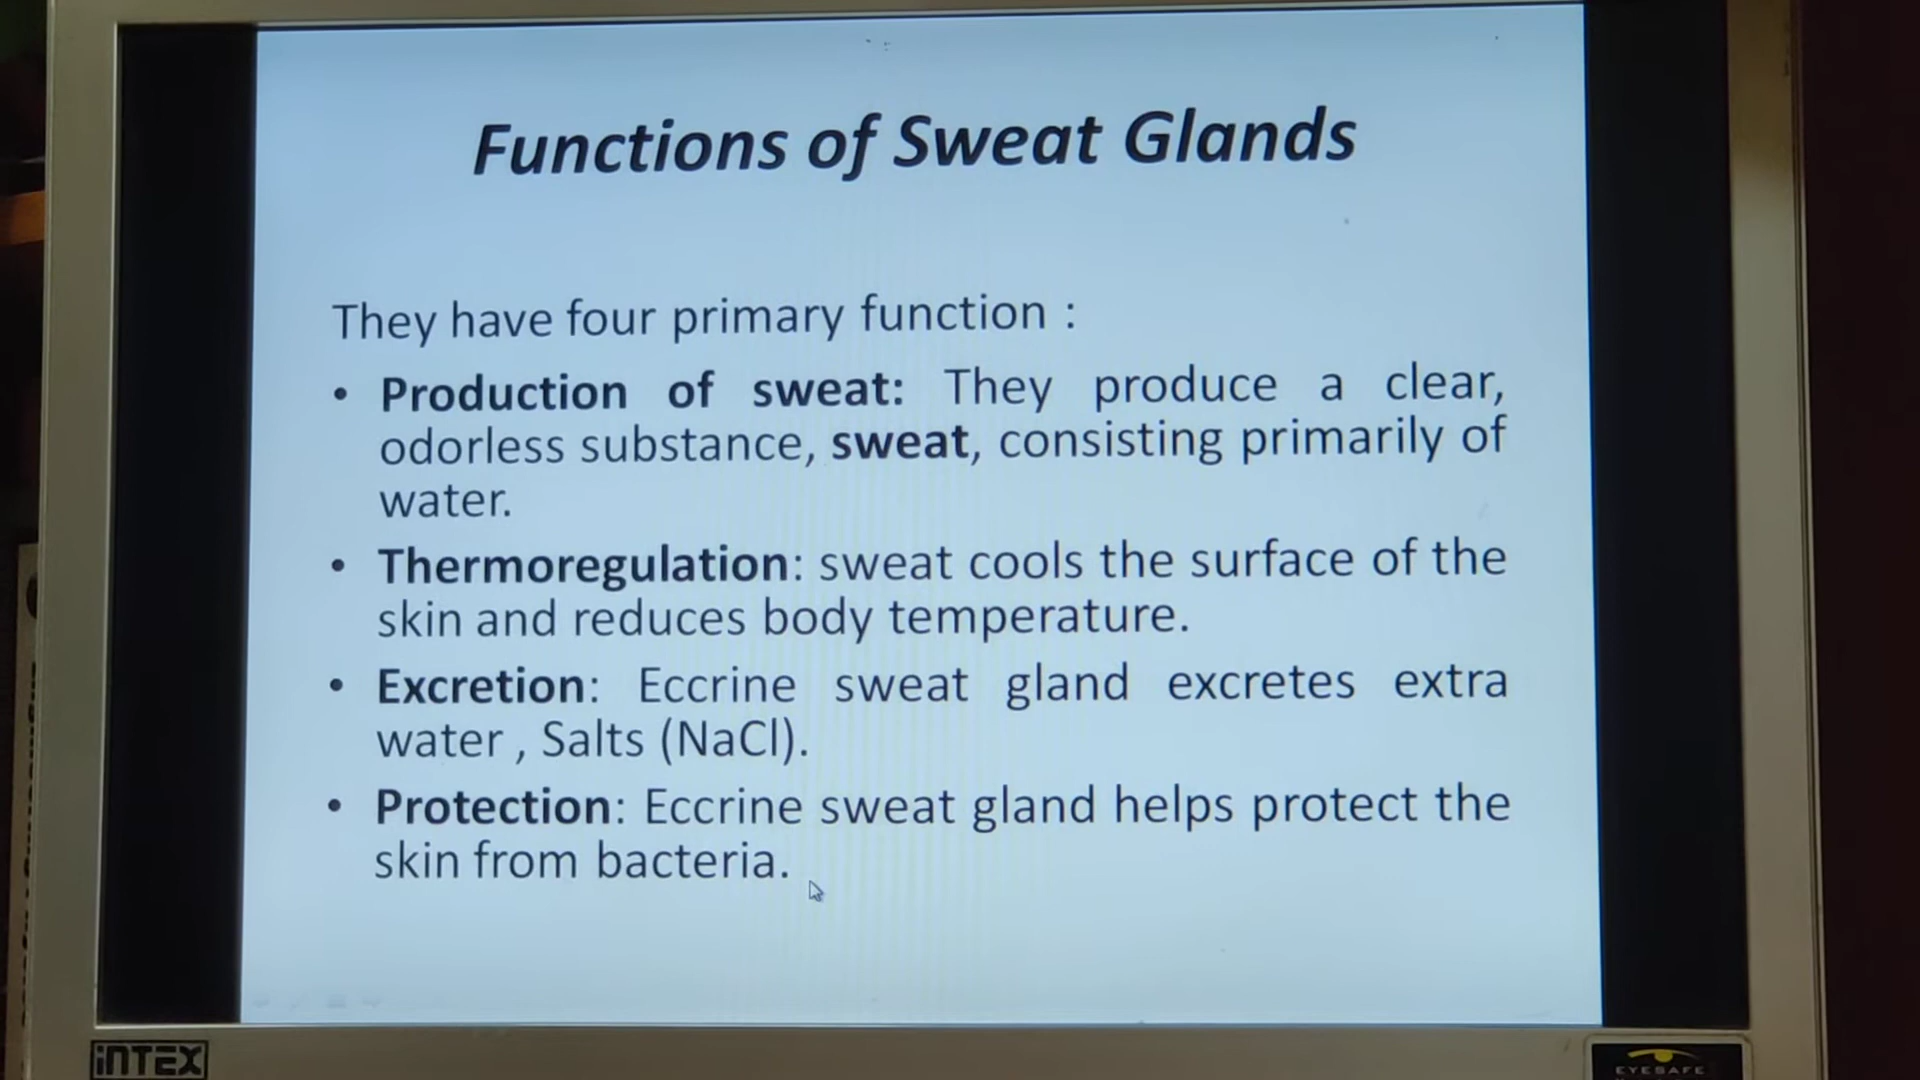 Functions of Sweat Glands
They have four primary function :
• Production of sweat: They produce a clear,
odorless substance, sweat, consisting primarily of
water.
• Thermoregulation: sweat cools the surface of the
skin and reduces body temperature.
• Excretion: Eccrine sweat gland excretes extra
water , Salts (NaCl).
• Protection: Eccrine sweat gland helps protect the
skin from bacteria.
iNTEX
EYESAFE